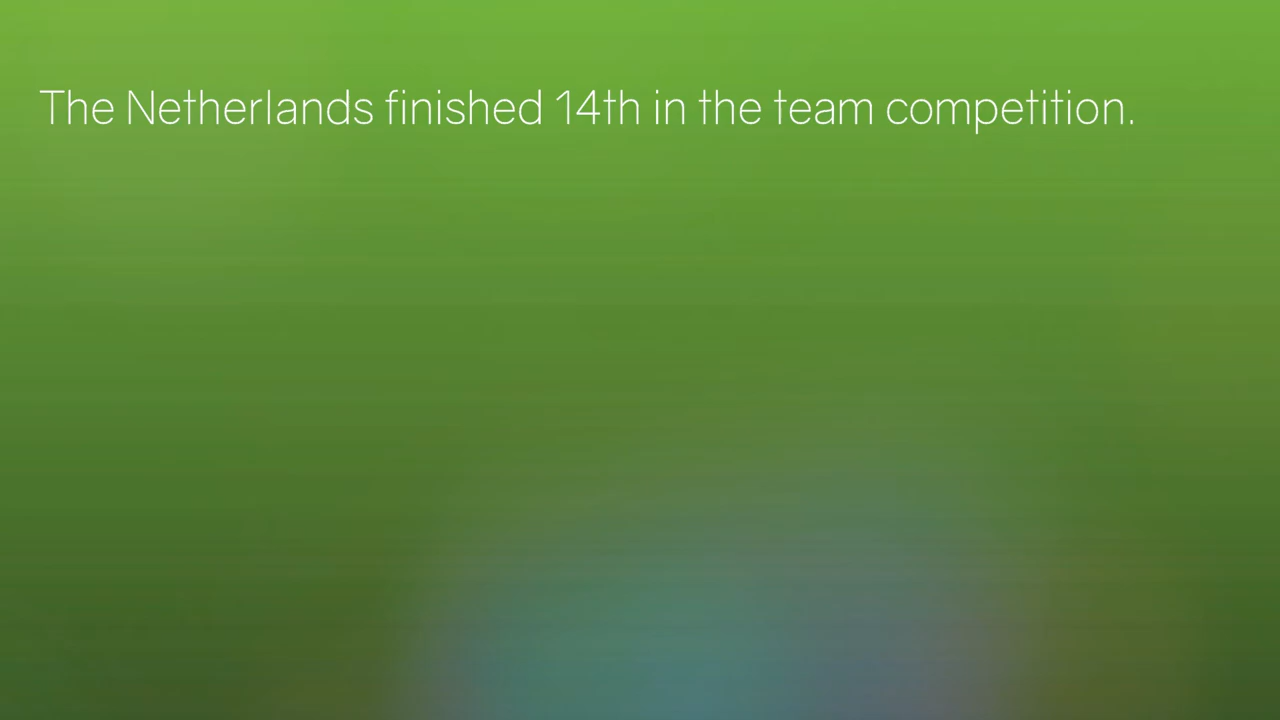 The Netherlands finished 14th in the team competition.